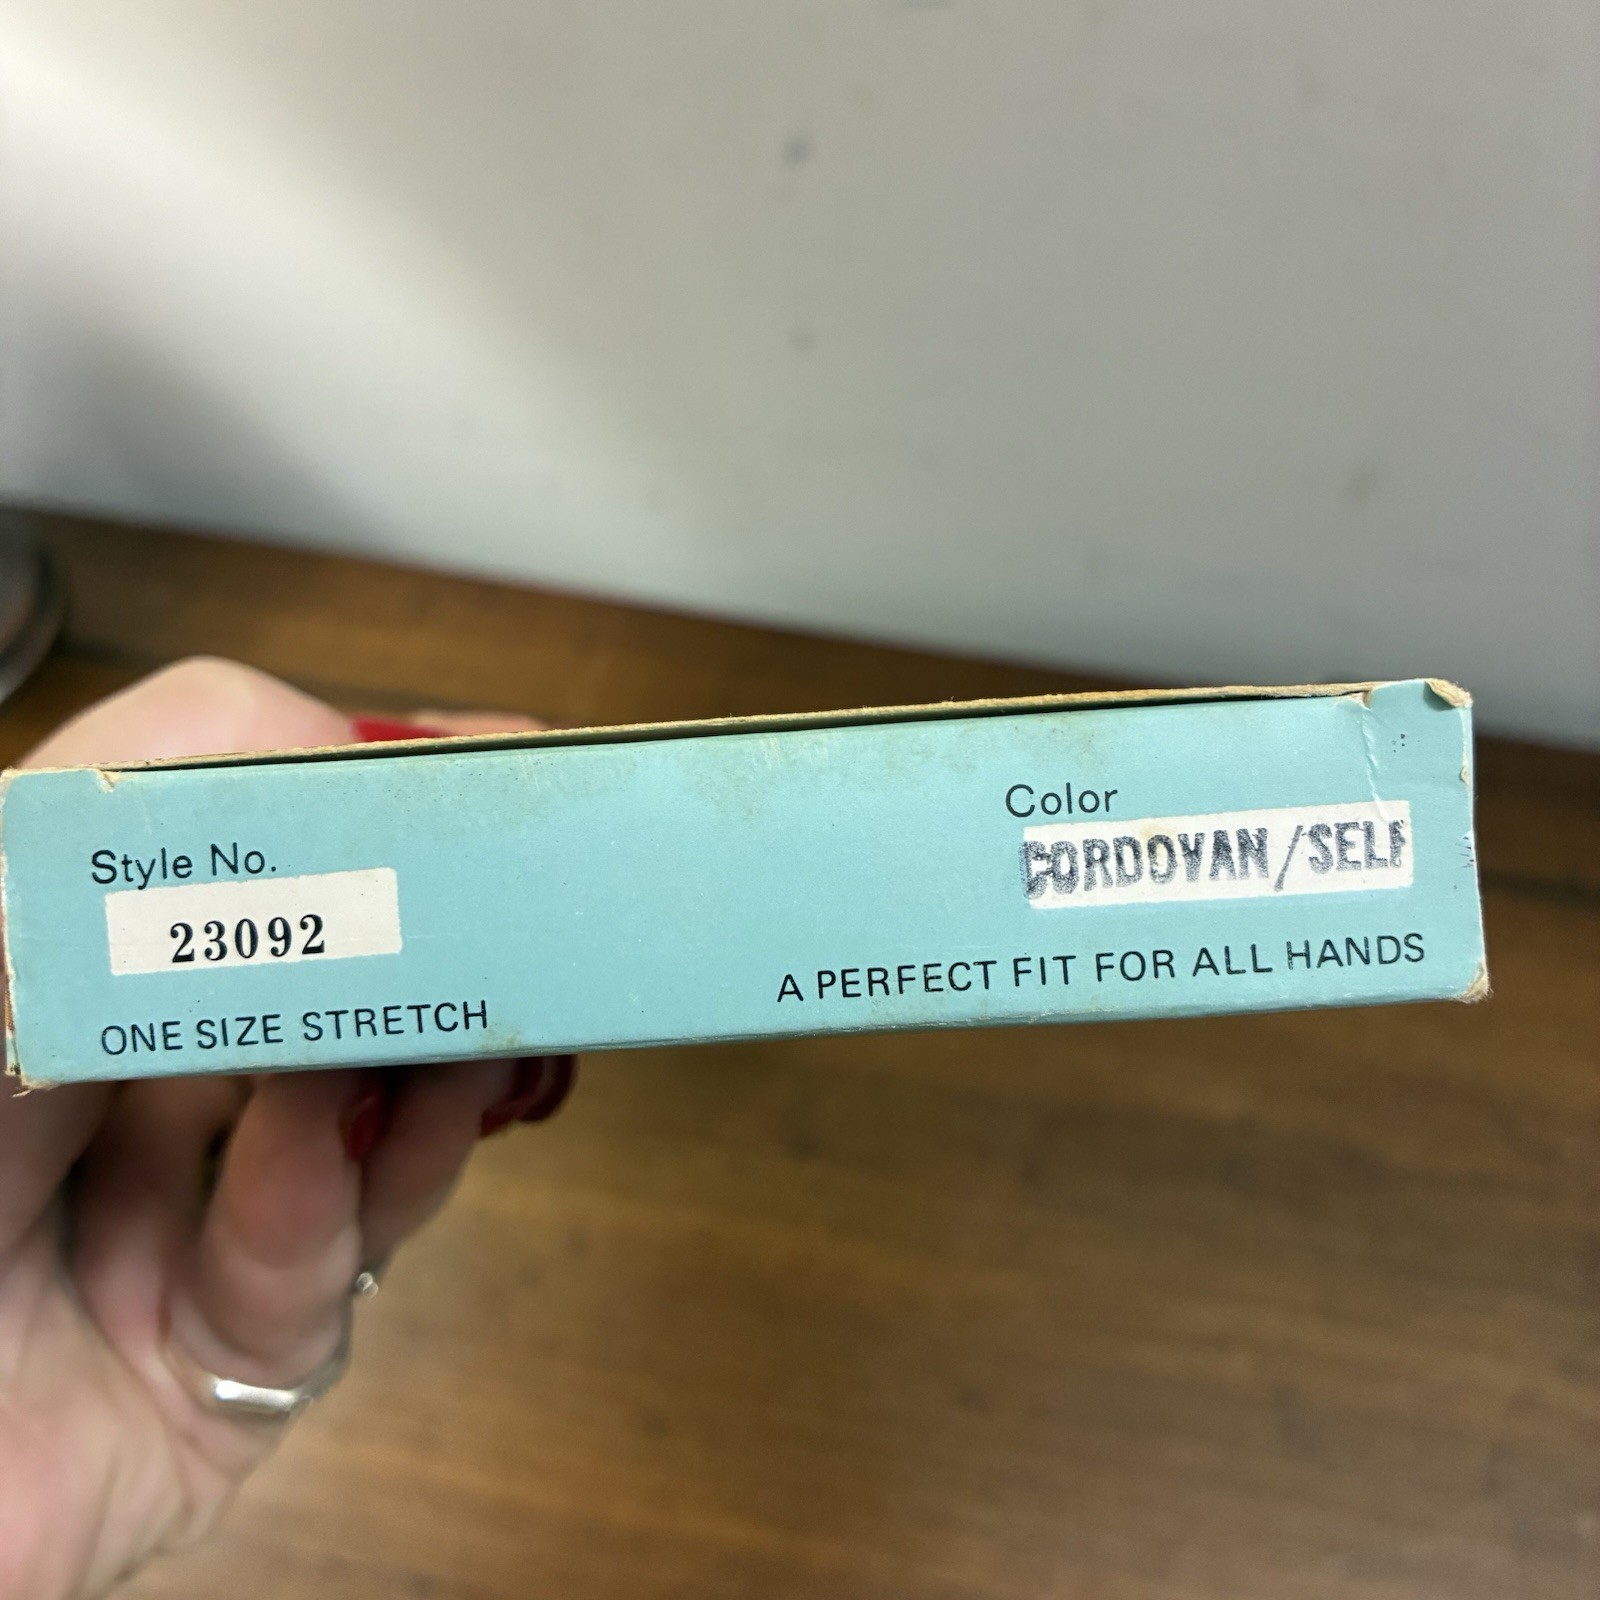 Style No.
23092
ONE SIZE STRETCH
Color
CORDOVAN/SELF
A PERFECT FIT FOR ALL HANDS